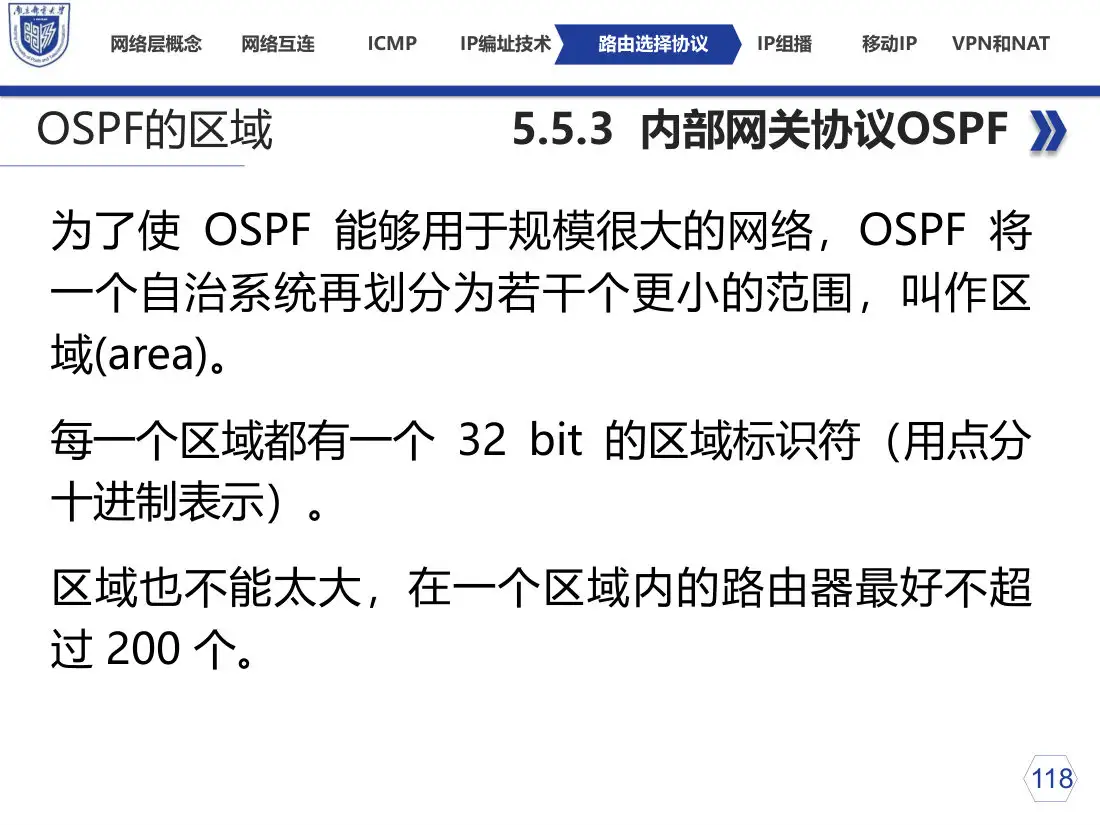 南京邮电大学
网络层概念 网络互连 ICMP IP编址技术 路由选择协议 IP组播 移动IP VPN和NAT
OSPF的区域 5.5.3 内部网关协议OSPF
为了使 OSPF 能够用于规模很大的网络，OSPF 将
一个自治系统再划分为若干个更小的范围，叫作区
域(area)。
每一个区域都有一个 32 bit 的区域标识符（用点分
十进制表示）。
区域也不能太大，在一个区域内的路由器最好不超
过 200 个。
118